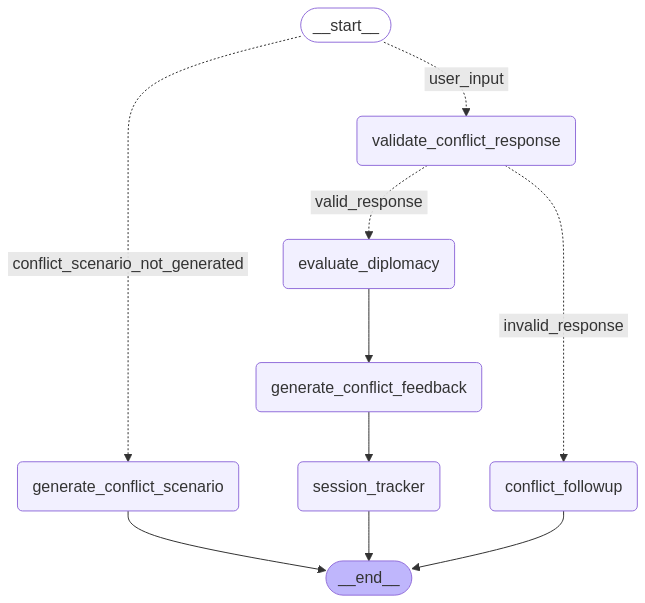 __start__
user_input
validate_conflict_response
valid_response
evaluate_diplomacy
conflict_scenario_not_generated
invalid_response
generate_conflict_feedback
generate_conflict_scenario
session_tracker
conflict_followup
__end__